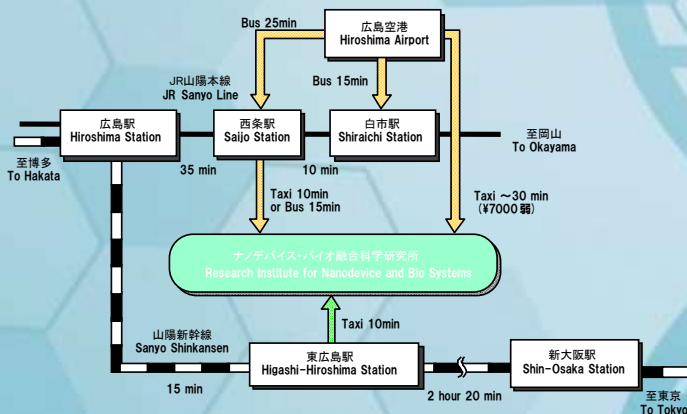 Bus 25min
広島空港
Hiroshima Airport
Bus 15min
JR山陽本線
JR Sanyo Line
広島駅
Hiroshima Station
西条駅
Saijo Station
白市駅
Shiraichi Station
至岡山
To Okayama
至博多
To Hakata
35 min
10 min
Taxi 10min
or Bus 15min
Taxi ～30 min
(¥7000弱)
ナノデバイス・バイオ融合科学研究所
Research Institute for Nanodevice and Bio Systems
Taxi 10min
山陽新幹線
Sanyo Shinkansen
東広島駅
Higashi-Hiroshima Station
新大阪駅
Shin-Osaka Station
15 min
2 hour 20 min
至東京
To Tokyo